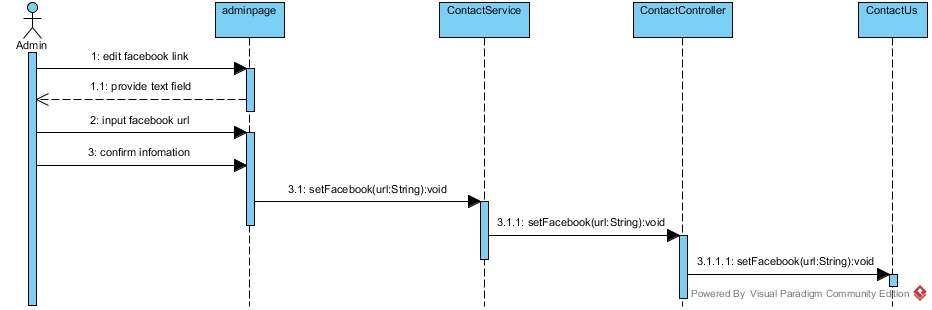 adminpage
ContactService
ContactController
ContactUs
Admin
1: edit facebook link
1.1: provide text field
2: input facebook url
3: confirm infomation
3.1: setFacebook(url:String):void
3.1.1: setFacebook(url:String):void
3.1.1.1: setFacebook(url:String):void
Powered By Visual Paradigm Community Edition